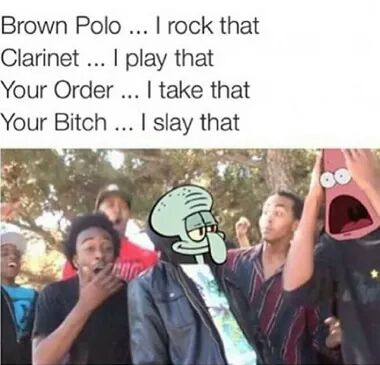 Brown Polo ... I rock that
Clarinet ... I play that
Your Order ... I take that
Your Bitch ... I slay that